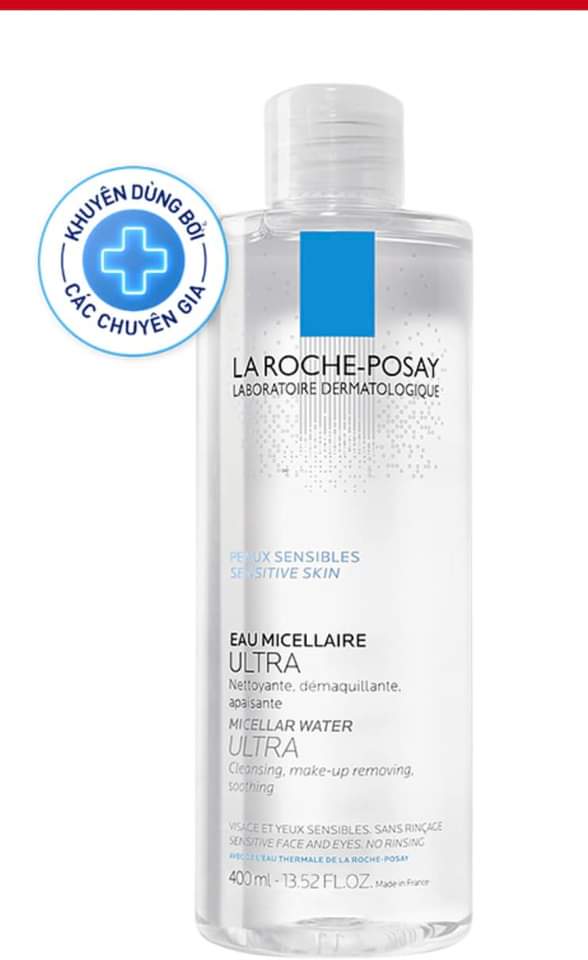 KHUYÊN DÙNG BỞI
CÁC CHUYÊN GIA
LA ROCHE-POSAY
LABORATOIRE DERMATOLOGIQUE
PEAUX SENSIBLES
SENSITIVE SKIN
EAU MICELLAIRE
ULTRA
Nettoyante, démaquillante,
apaisante
MICELLAR WATER
ULTRA
Cleansing, make-up removing,
soothing
VISAGE ET YEUX SENSIBLES. SANS RINÇAGE
SENSITIVE FACE AND EYES. NO RINSING
AVEC DE L'EAU THERMALE DE LA ROCHE-POSAY
400 ml - 13.52 FL.OZ. Made in France